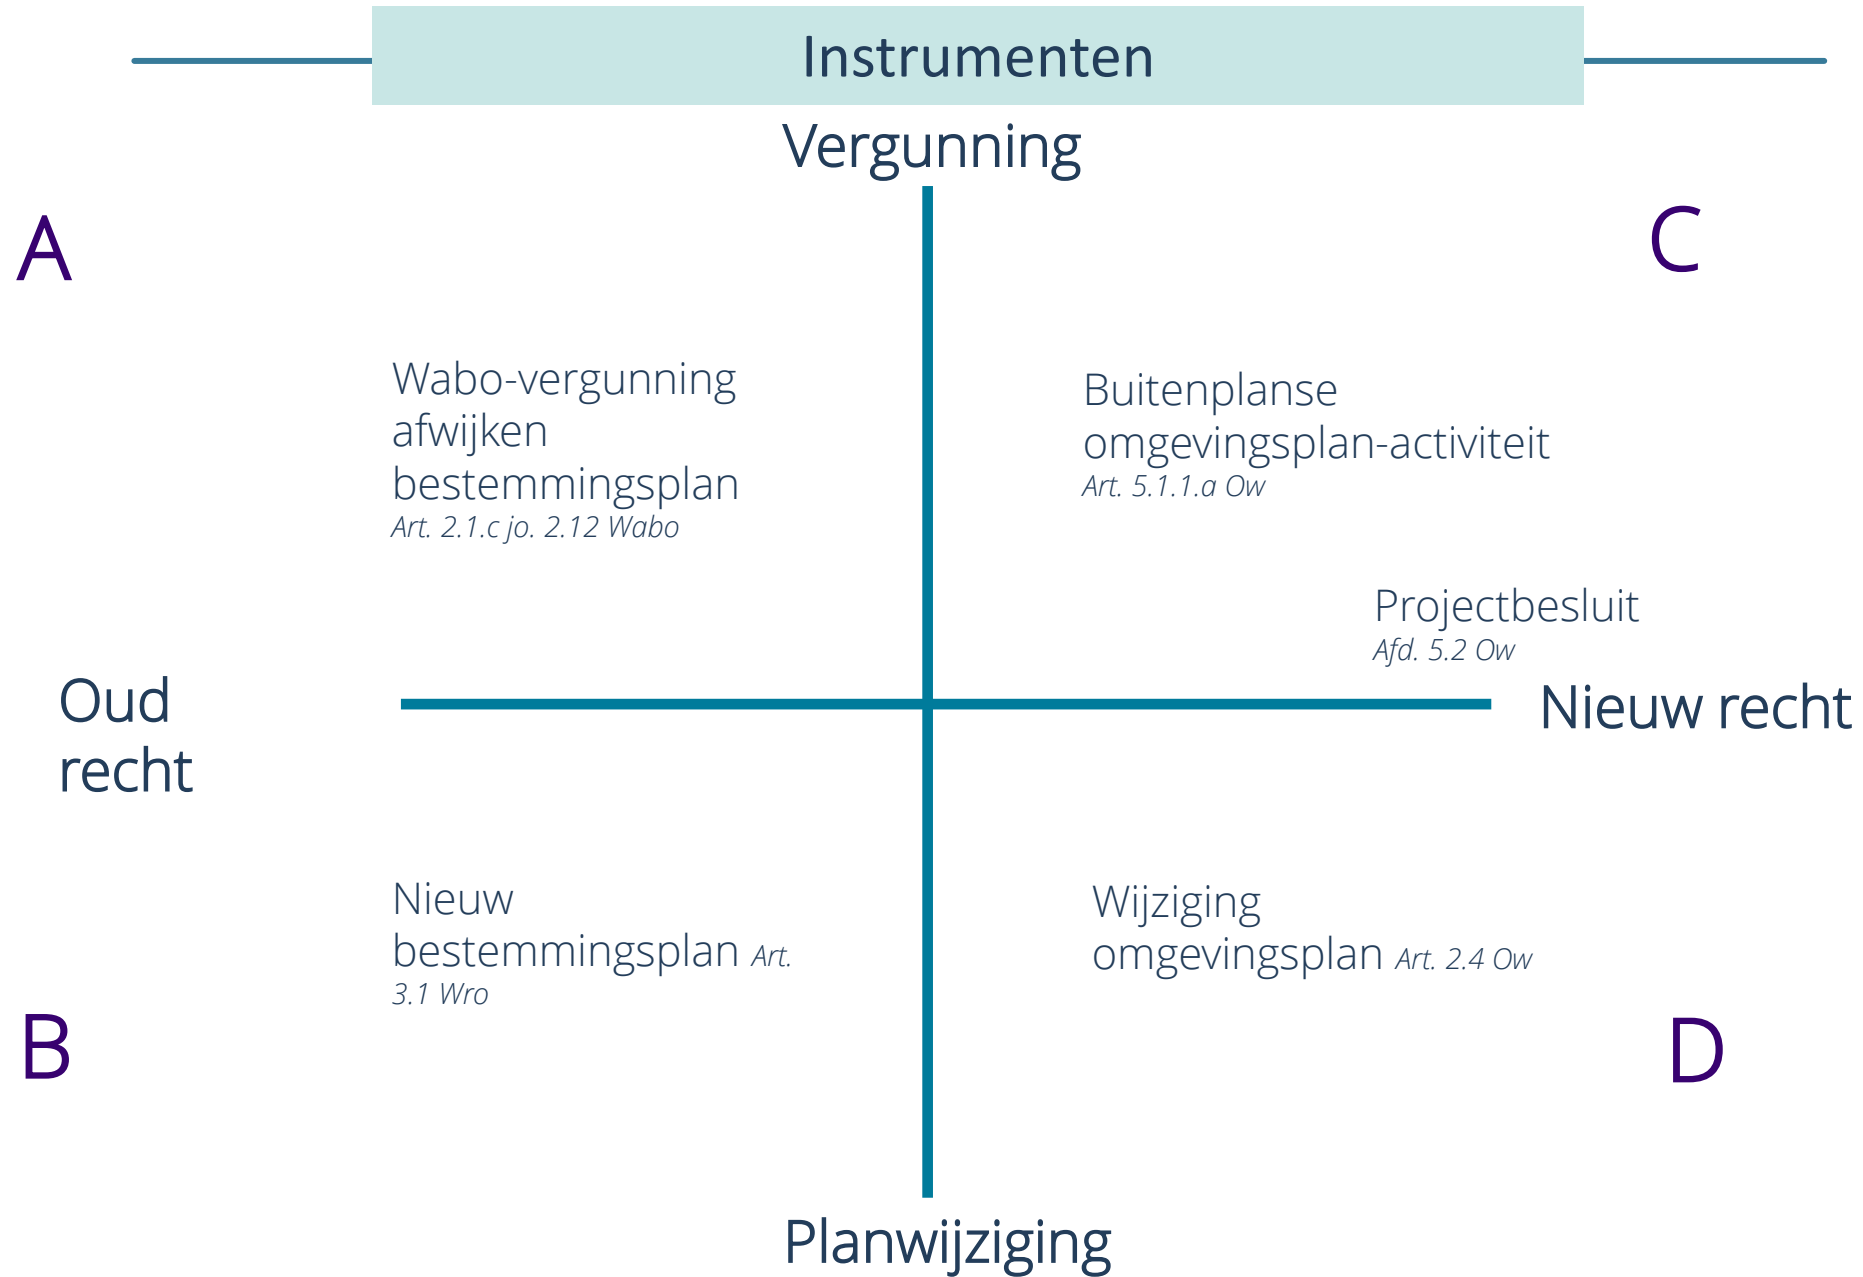 Instrumenten
Vergunning
A
C
Wabo-vergunning
afwijken
bestemmingsplan
Art. 2.1.c jo. 2.12 Wabo
Buitenplanse
omgevingsplan-activiteit
Art. 5.1.1.a Ow
Projectbesluit
Afd. 5.2 Ow
Oud
recht
Nieuw recht
Nieuw
bestemmingsplan Art.
3.1 Wro
Wijziging
omgevingsplan Art. 2.4 Ow
B
D
Planwijziging